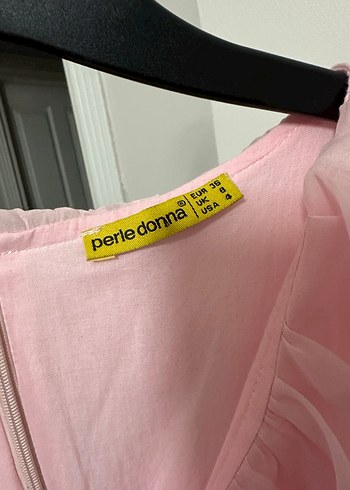 perle donna®
EUR 36
UK 8
USA 4